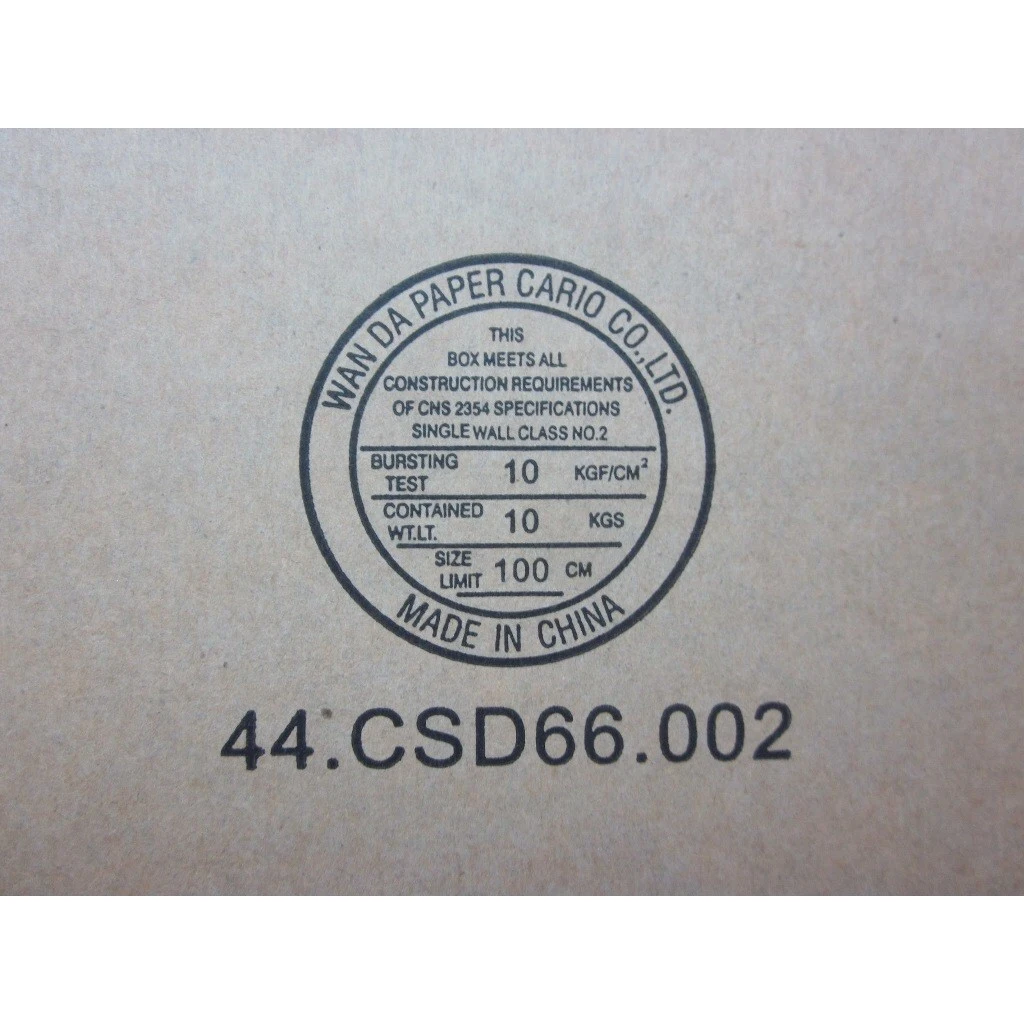 WAN DA PAPER CARIO CO.,LTD.
THIS
BOX MEETS ALL
CONSTRUCTION REQUIREMENTS
OF CNS 2354 SPECIFICATIONS
SINGLE WALL CLASS NO.2
BURSTING TEST 10 KGF/CM²
CONTAINED WT.LT. 10 KGS
SIZE LIMIT 100 CM
MADE IN CHINA
44.CSD66.002